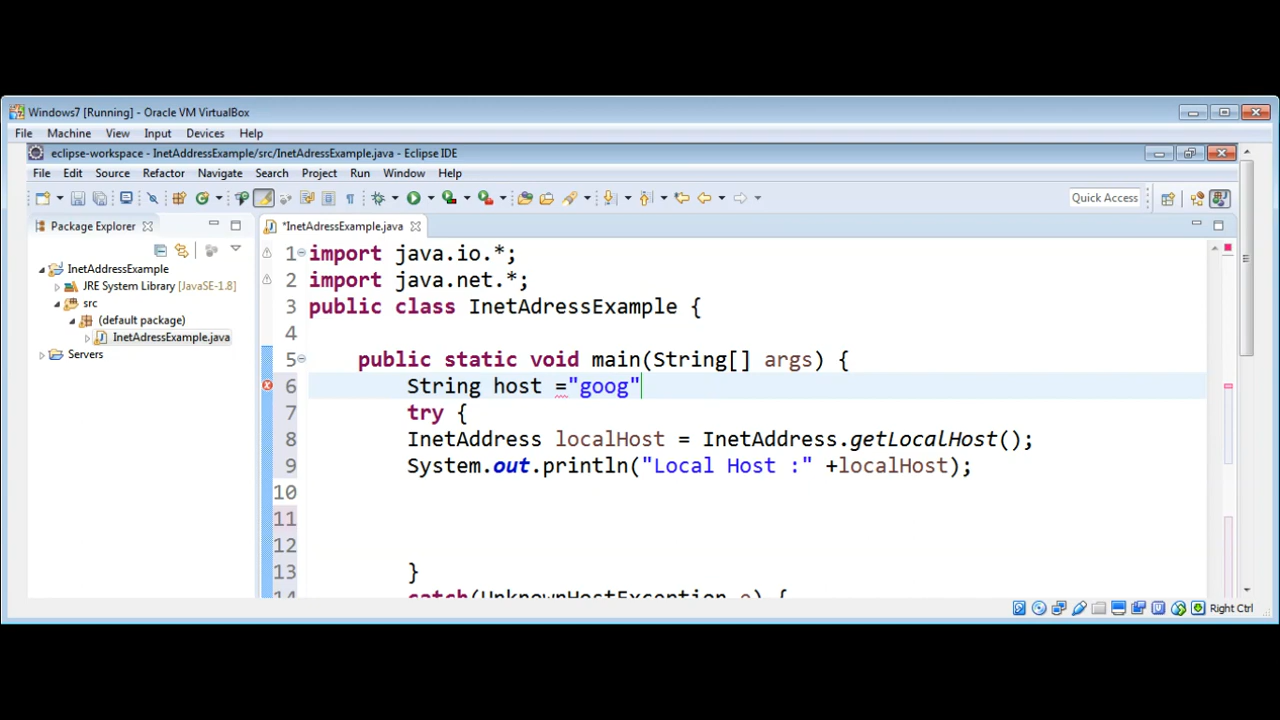 Windows7 [Running] - Oracle VM VirtualBox
File Machine View Input Devices Help
eclipse-workspace - InetAddressExample/src/InetAdressExample.java - Eclipse IDE
File Edit Source Refactor Navigate Search Project Run Window Help
Quick Access
Package Explorer
*InetAdressExample.java
InetAddressExample
JRE System Library [JavaSE-1.8]
src
(default package)
InetAdressExample.java
Servers
1 import java.io.*;
2 import java.net.*;
3 public class InetAdressExample {
4
5 public static void main(String[] args) {
6 String host ="goog"
7 try {
8 InetAddress localHost = InetAddress.getLocalHost();
9 System.out.println("Local Host :" +localHost);
10
11
12
13 }
14 catch(UnknownHostException e) {
Right Ctrl